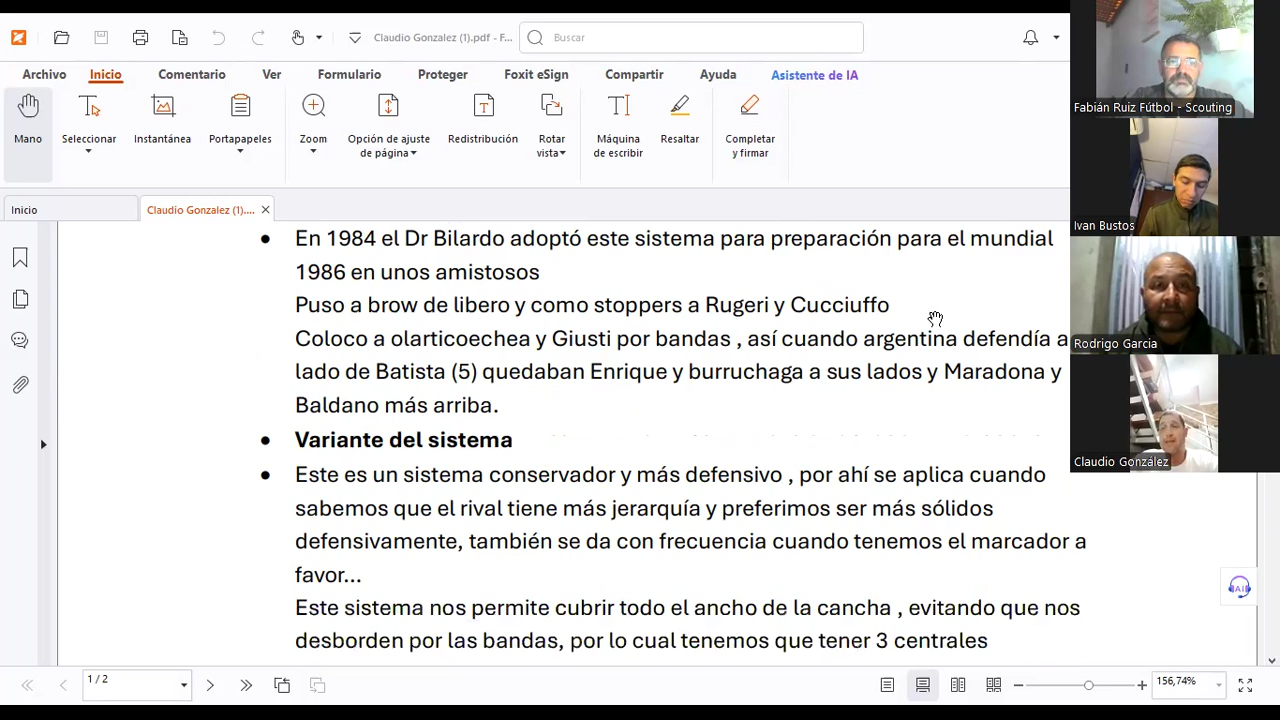 Claudio Gonzalez (1).pdf - F...
Buscar
Archivo
Inicio
Comentario
Ver
Formulario
Proteger
Foxit eSign
Compartir
Ayuda
Asistente de IA
Mano
Seleccionar
Instantánea
Portapapeles
Zoom
Opción de ajuste
de página
Redistribución
Rotar
vista
Máquina
de escribir
Resaltar
Completar
y firmar
Inicio
Claudio Gonzalez (1)....
En 1984 el Dr Bilardo adoptó este sistema para preparación para el mundial
1986 en unos amistosos
Puso a brow de libero y como stoppers a Rugeri y Cucciuffo
Coloco a olarticoechea y Giusti por bandas , así cuando argentina defendía a
lado de Batista (5) quedaban Enrique y burruchaga a sus lados y Maradona y
Baldano más arriba.
Variante del sistema
Este es un sistema conservador y más defensivo , por ahí se aplica cuando
sabemos que el rival tiene más jerarquía y preferimos ser más sólidos
defensivamente, también se da con frecuencia cuando tenemos el marcador a
favor...
Este sistema nos permite cubrir todo el ancho de la cancha , evitando que nos
desborden por las bandas, por lo cual tenemos que tener 3 centrales
1 / 2
156,74%
AI
Fabián Ruiz Fútbol - Scouting
Ivan Bustos
Rodrigo Garcia
Claudio González